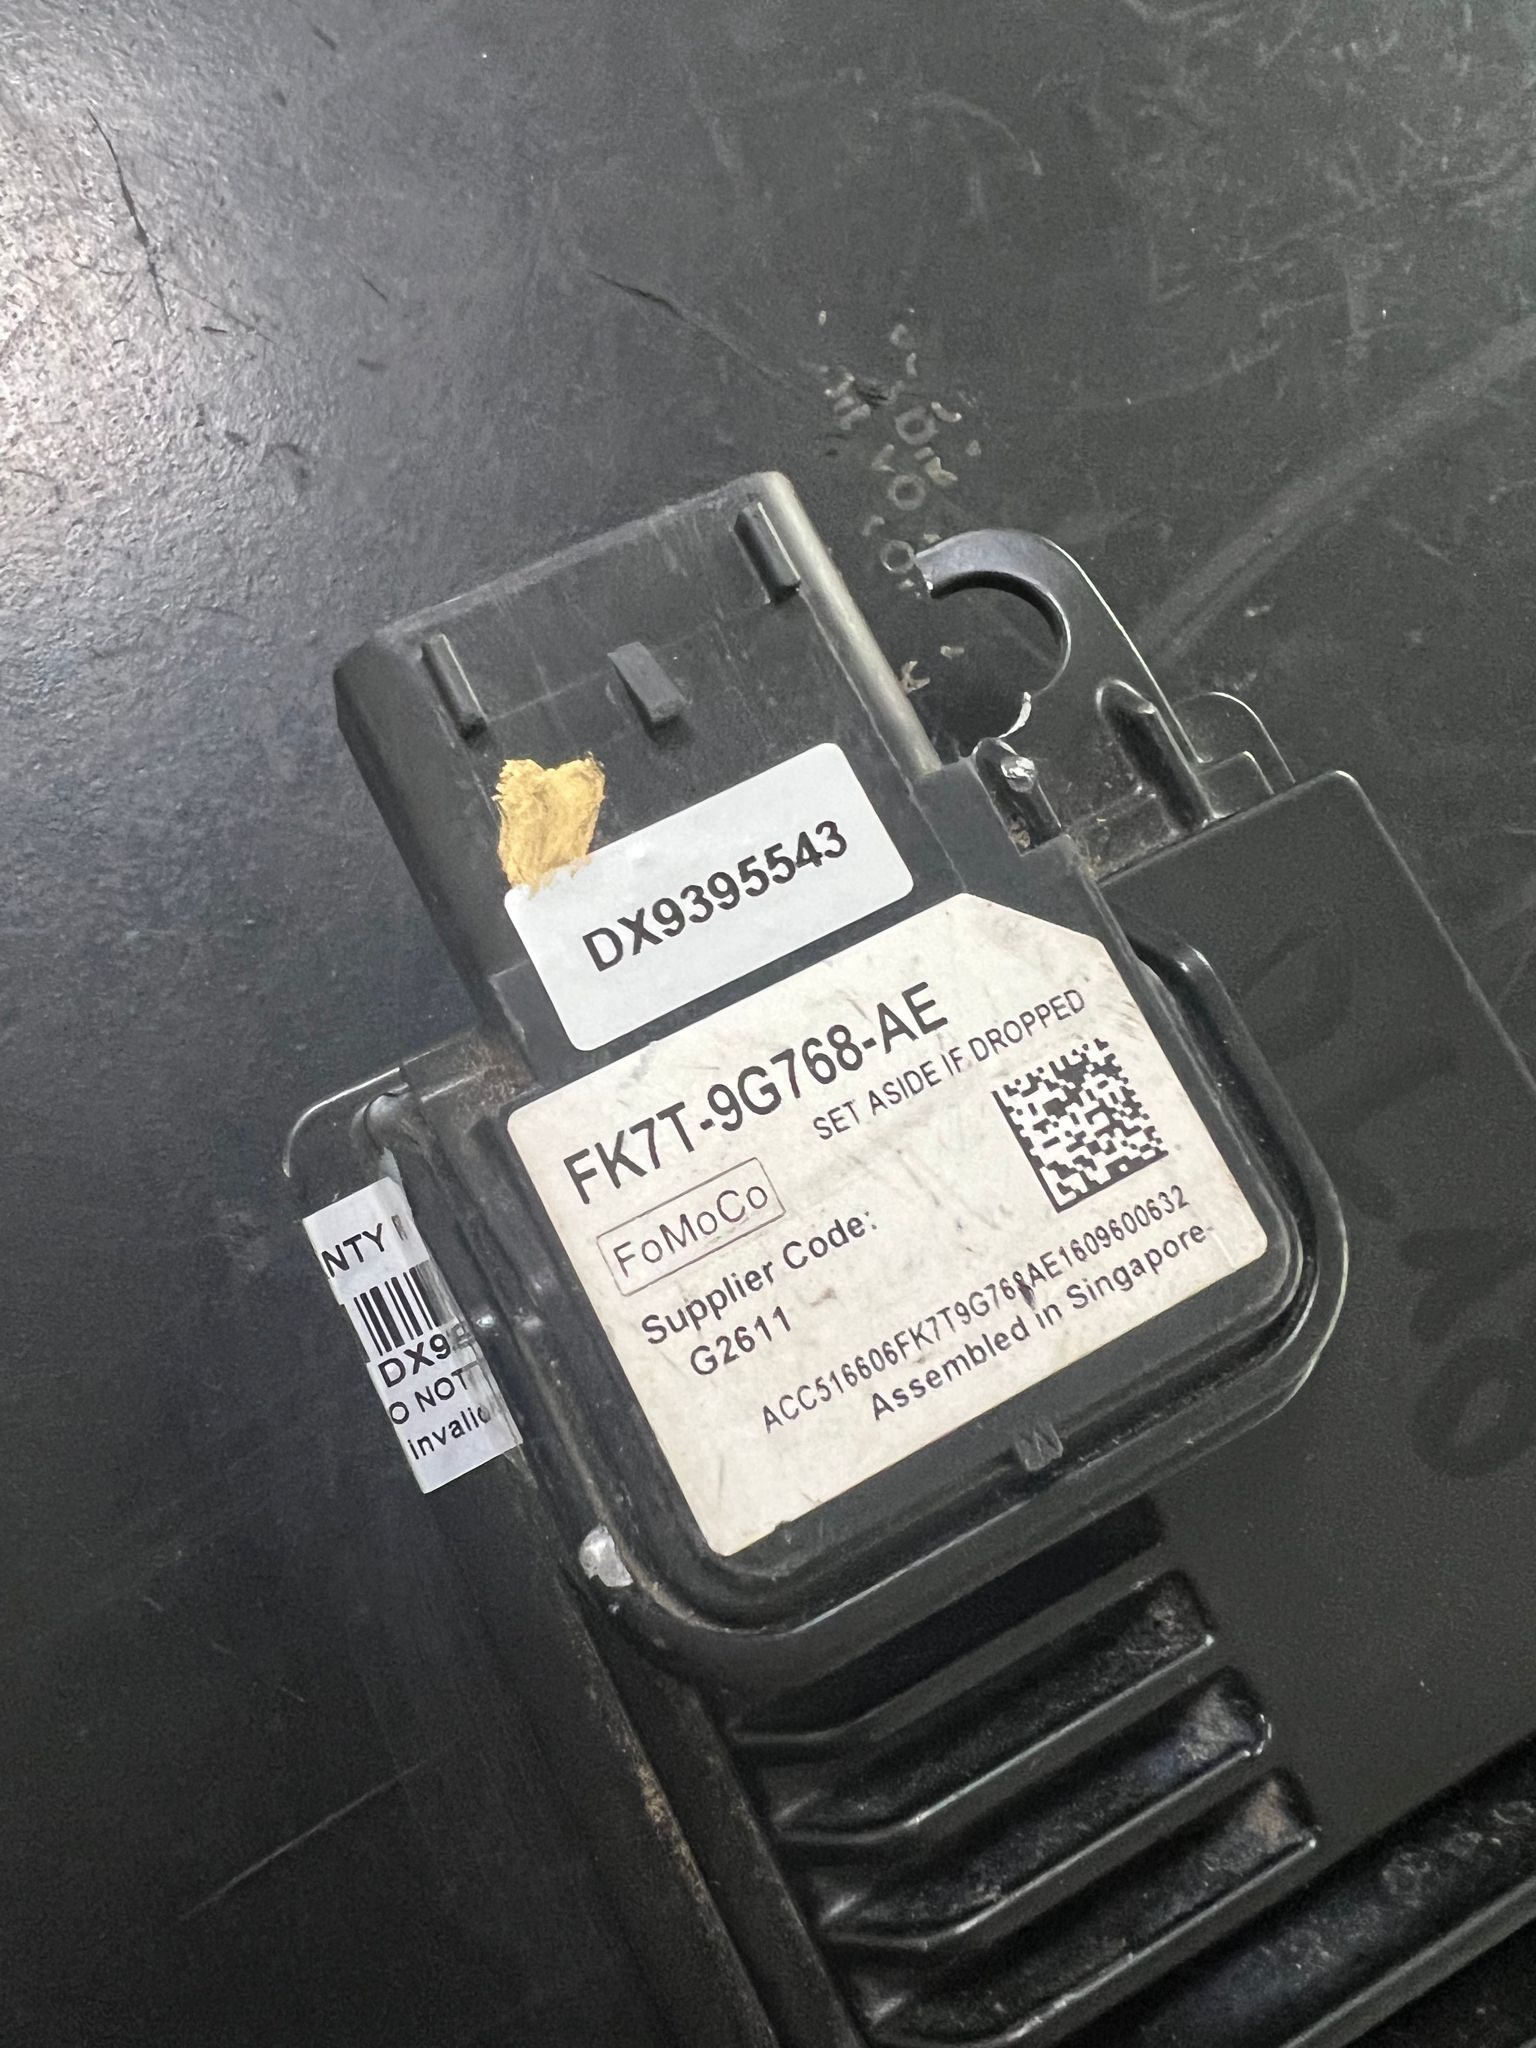 DX9395543
FK7T-9G768-AE
SET ASIDE IF DROPPED
FoMoCo
Supplier Code:
G2611
ACC516606FK7T9G768AE1609600632
Assembled in Singapore
NTY R
DX9
O NOT
invalid